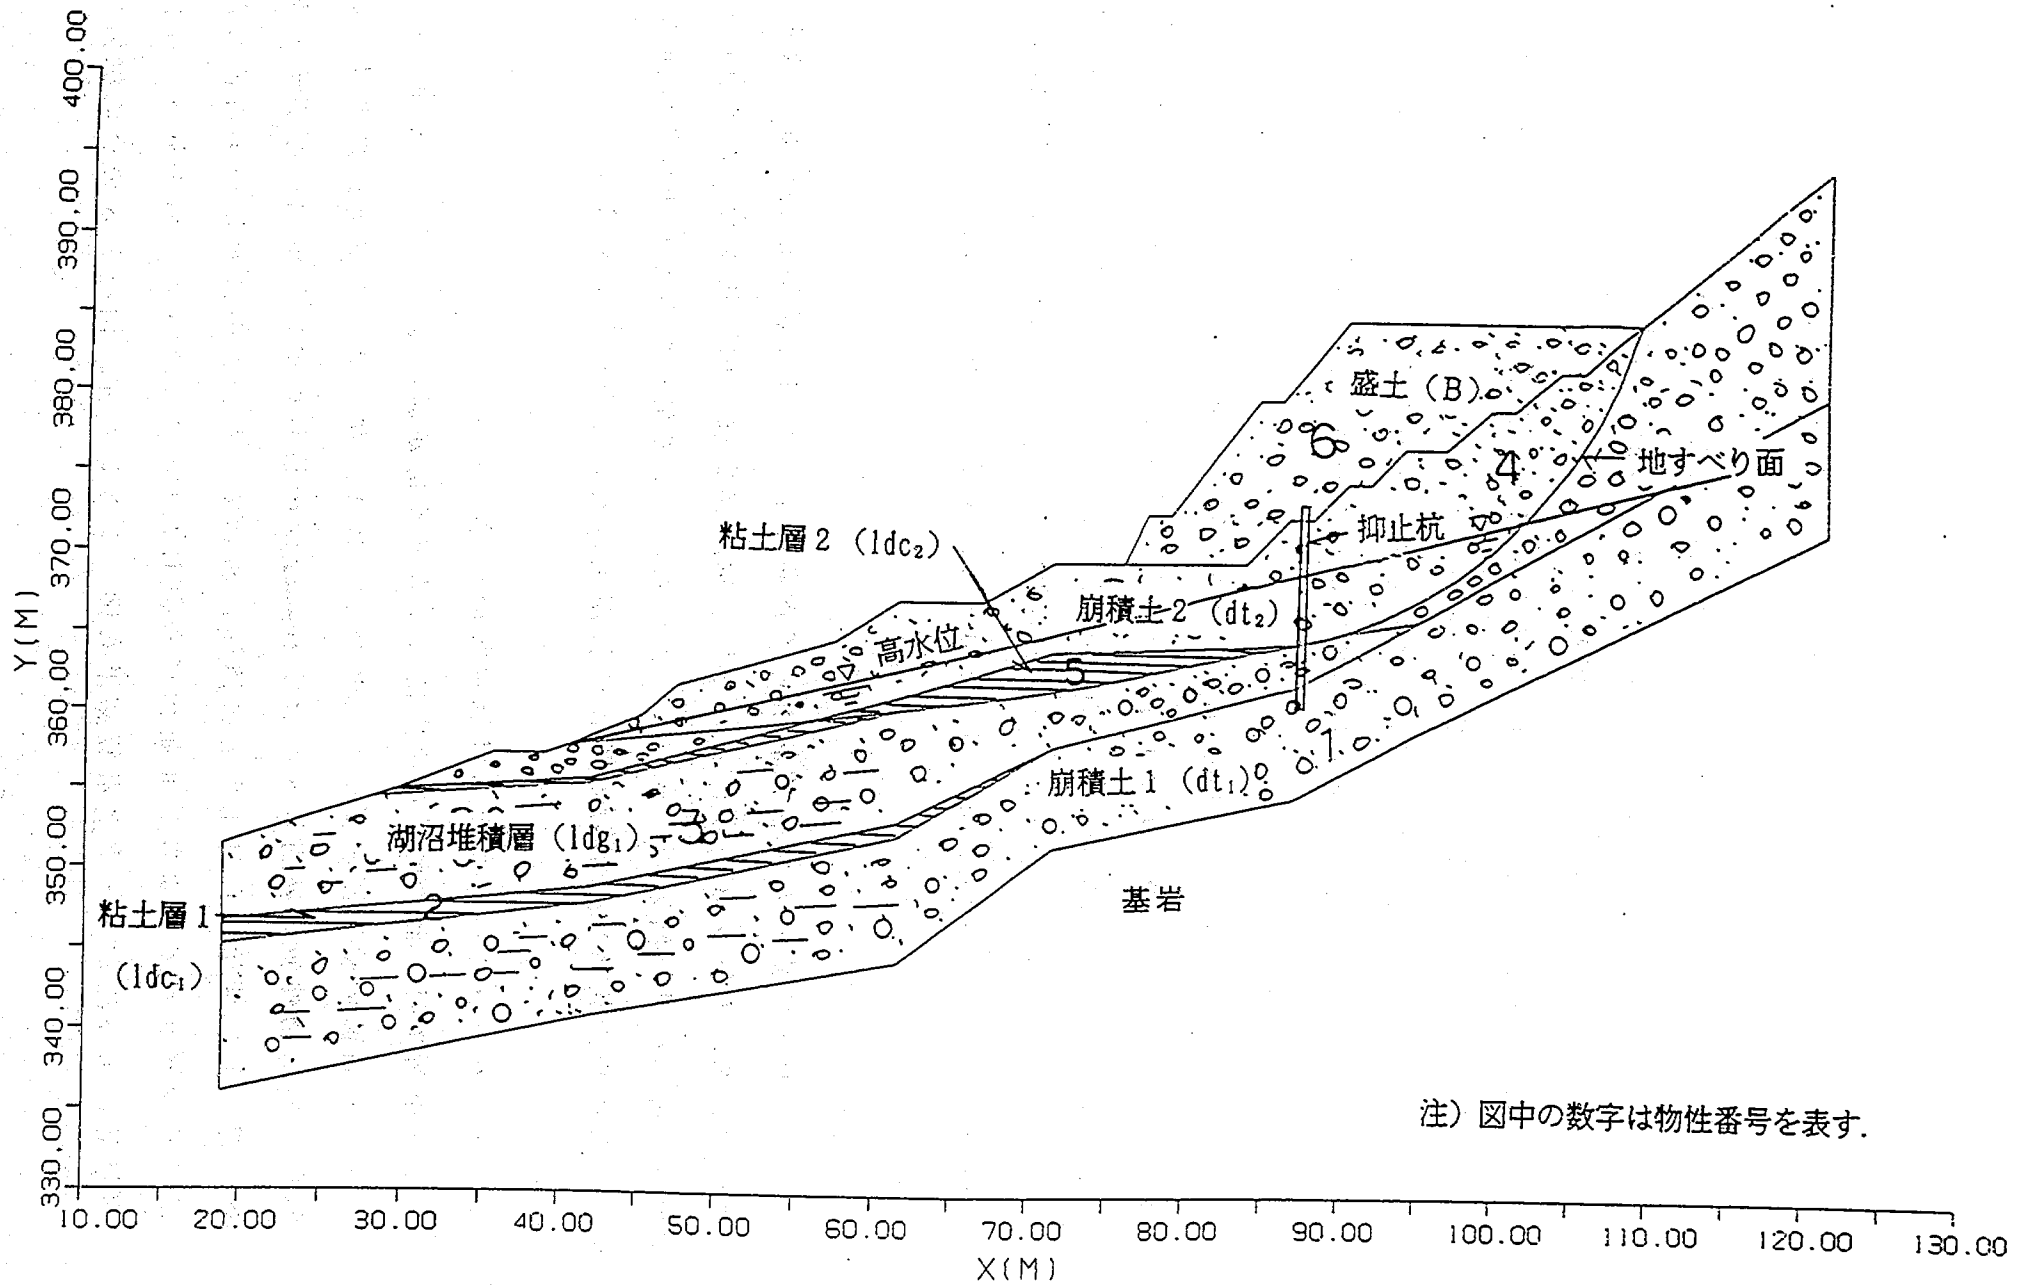 400.00
390.00
380.00
370.00
360.00
350.00
340.00
330.00
Y(M)
盛土 (B)
6
4
地すべり面
抑止杭
粘土層2 (ldc₂)
崩積土2 (dt₂)
高水位
5
1
崩積土1 (dt₁)
湖沼堆積層 (ldg₁)
3
基岩
2
粘土層1
(ldc₁)
注) 図中の数字は物性番号を表す.
10.00 20.00 30.00 40.00 50.00 60.00 70.00 80.00 90.00 100.00 110.00 120.00 130.00
X(M)